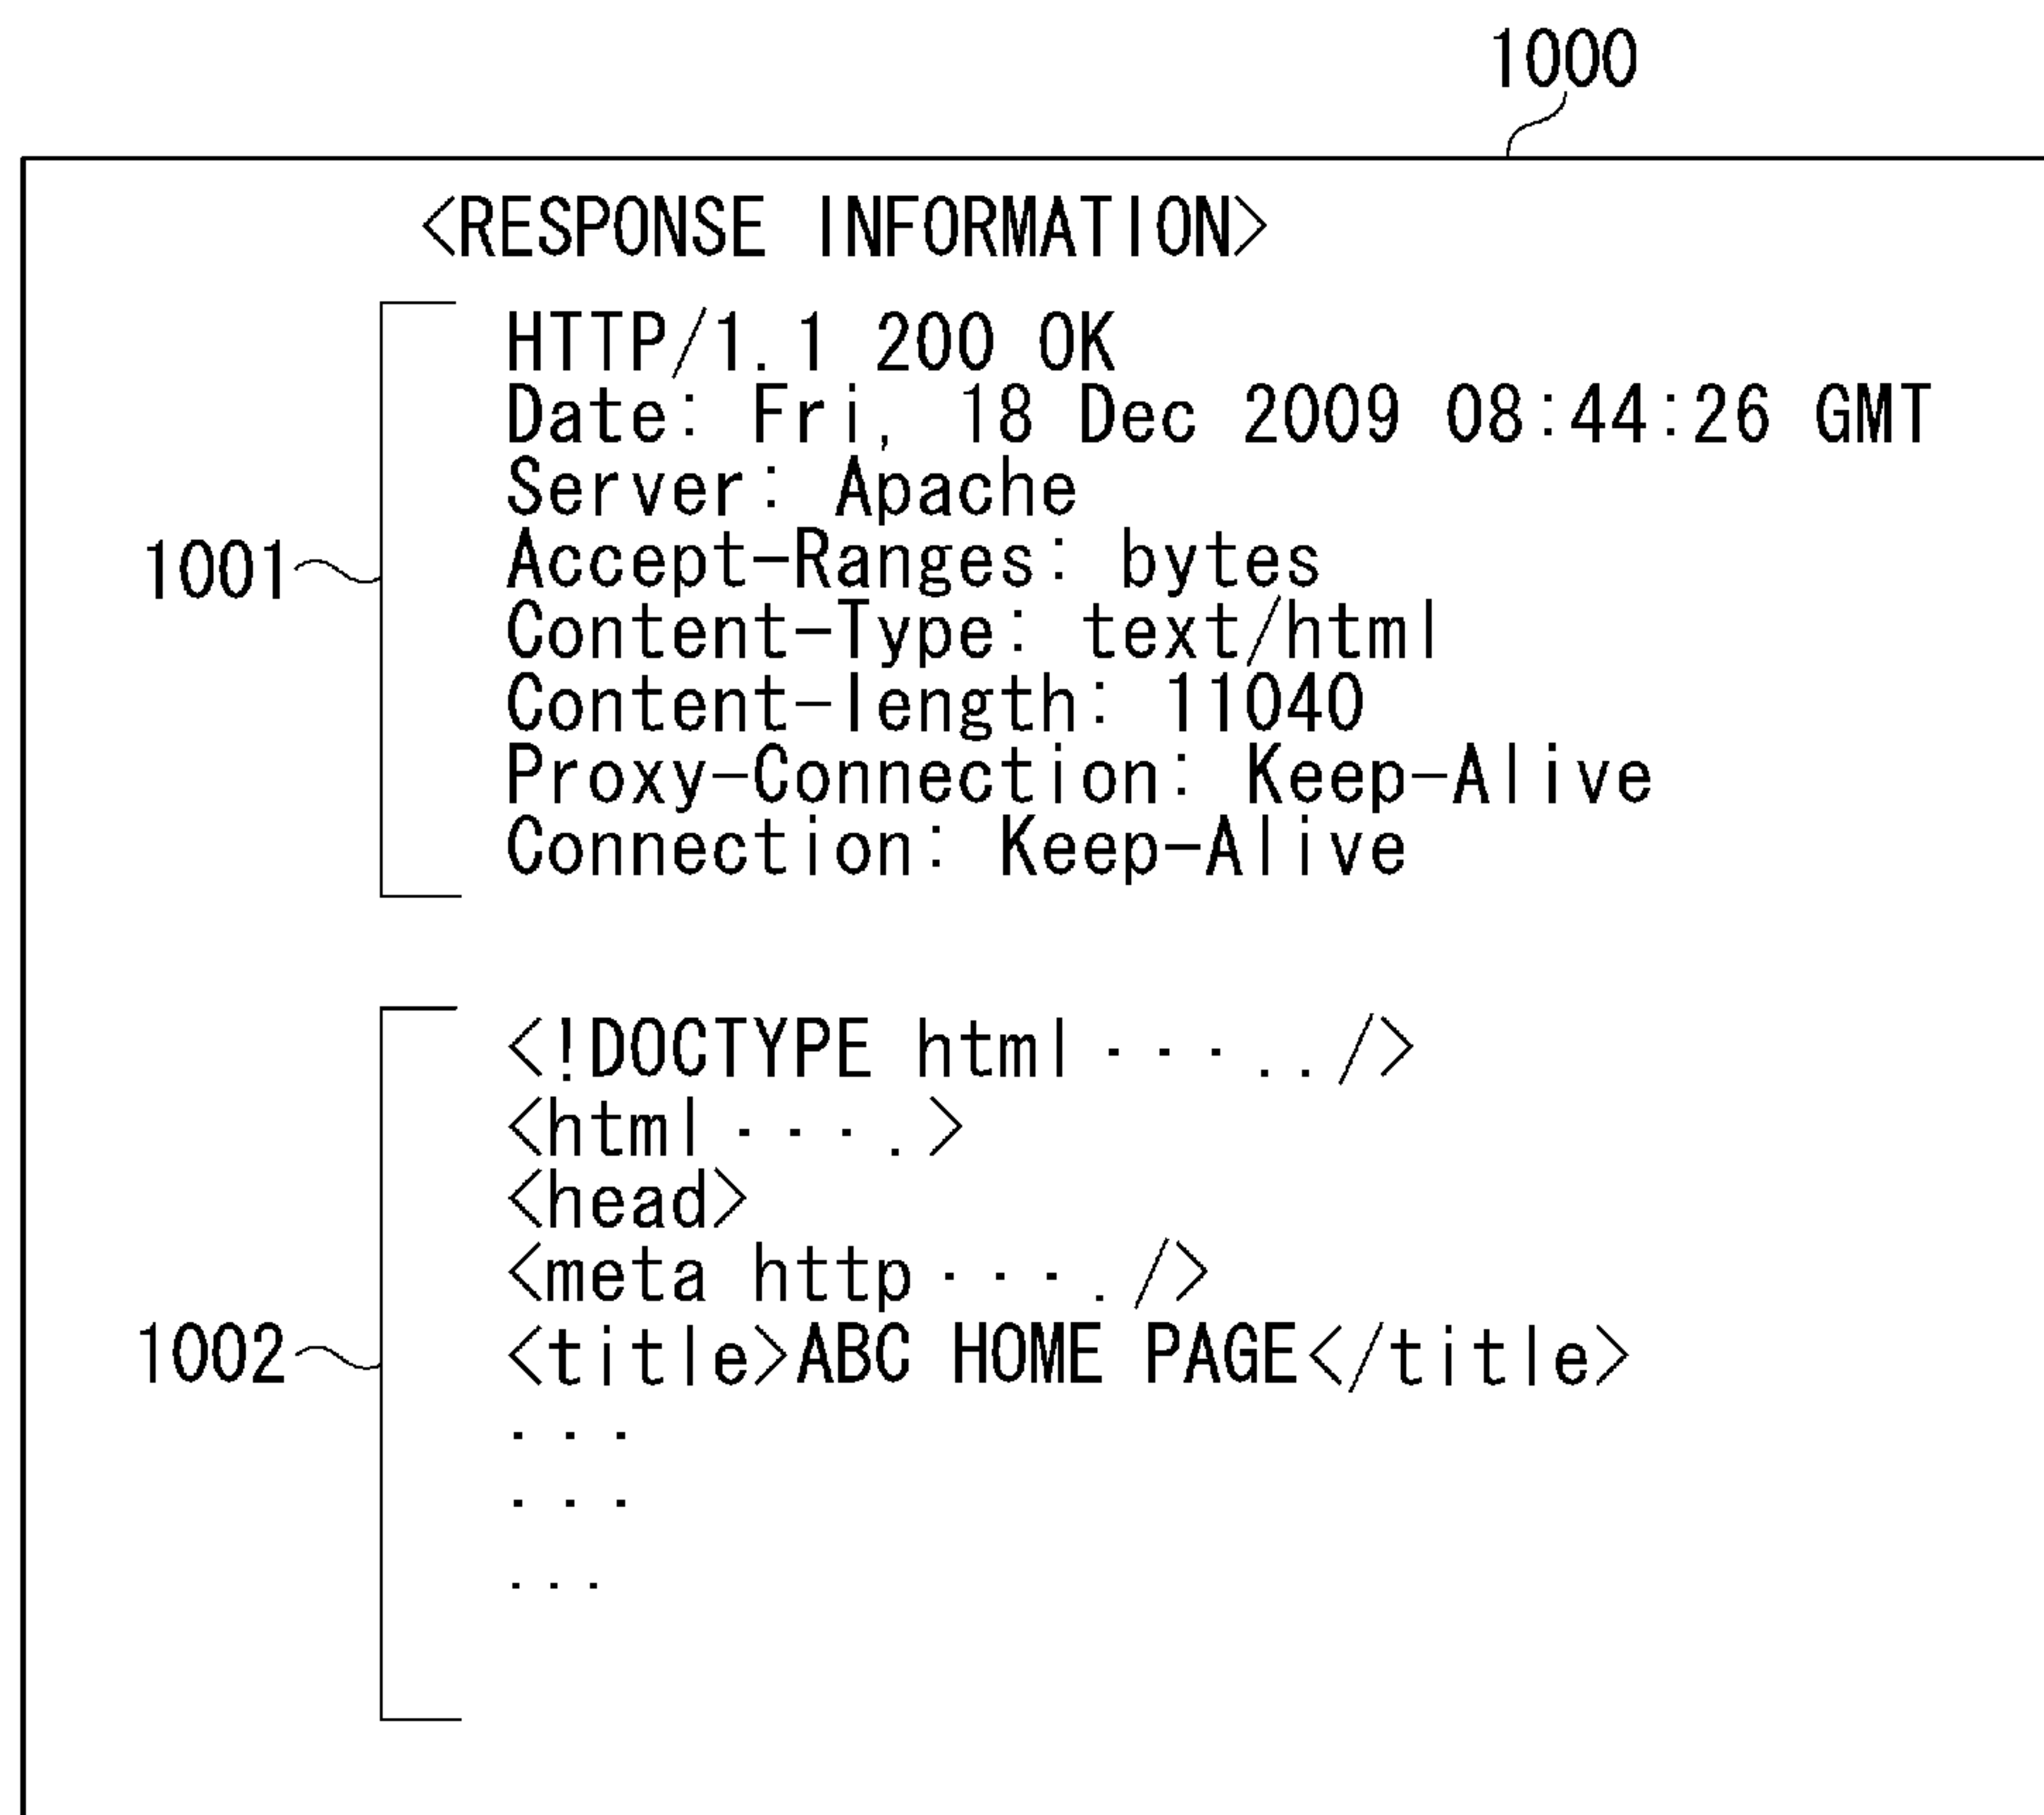 1000
<RESPONSE INFORMATION>
HTTP/1.1 200 OK
Date: Fri, 18 Dec 2009 08:44:26 GMT
Server: Apache
1001
Accept-Ranges: bytes
Content-Type: text/html
Content-length: 11040
Proxy-Connection: Keep-Alive
Connection: Keep-Alive
<!DOCTYPE html・・・../>
<html・・・.>
<head>
<meta http・・・./>
1002
<title>ABC HOME PAGE</title>
・・・
・・・
...